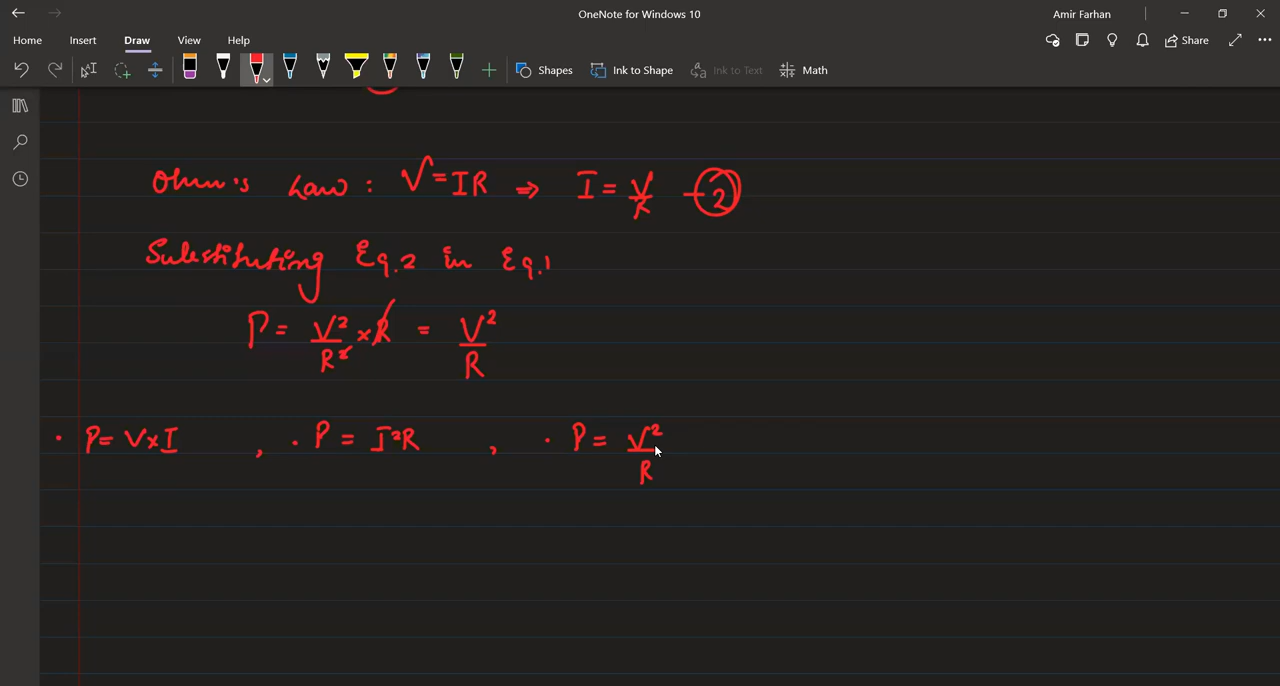 OneNote for Windows 10
Amir Farhan
Home Insert Draw View Help
Share
Shapes Ink to Shape Ink to Text Math
Ohm's Law : V = IR ⇒ I = V/R - ②
Substituting Eq.2 in Eq.1
P = V²/R² × R = V²/R
· P = V×I , · P = I²R , · P = V²/R